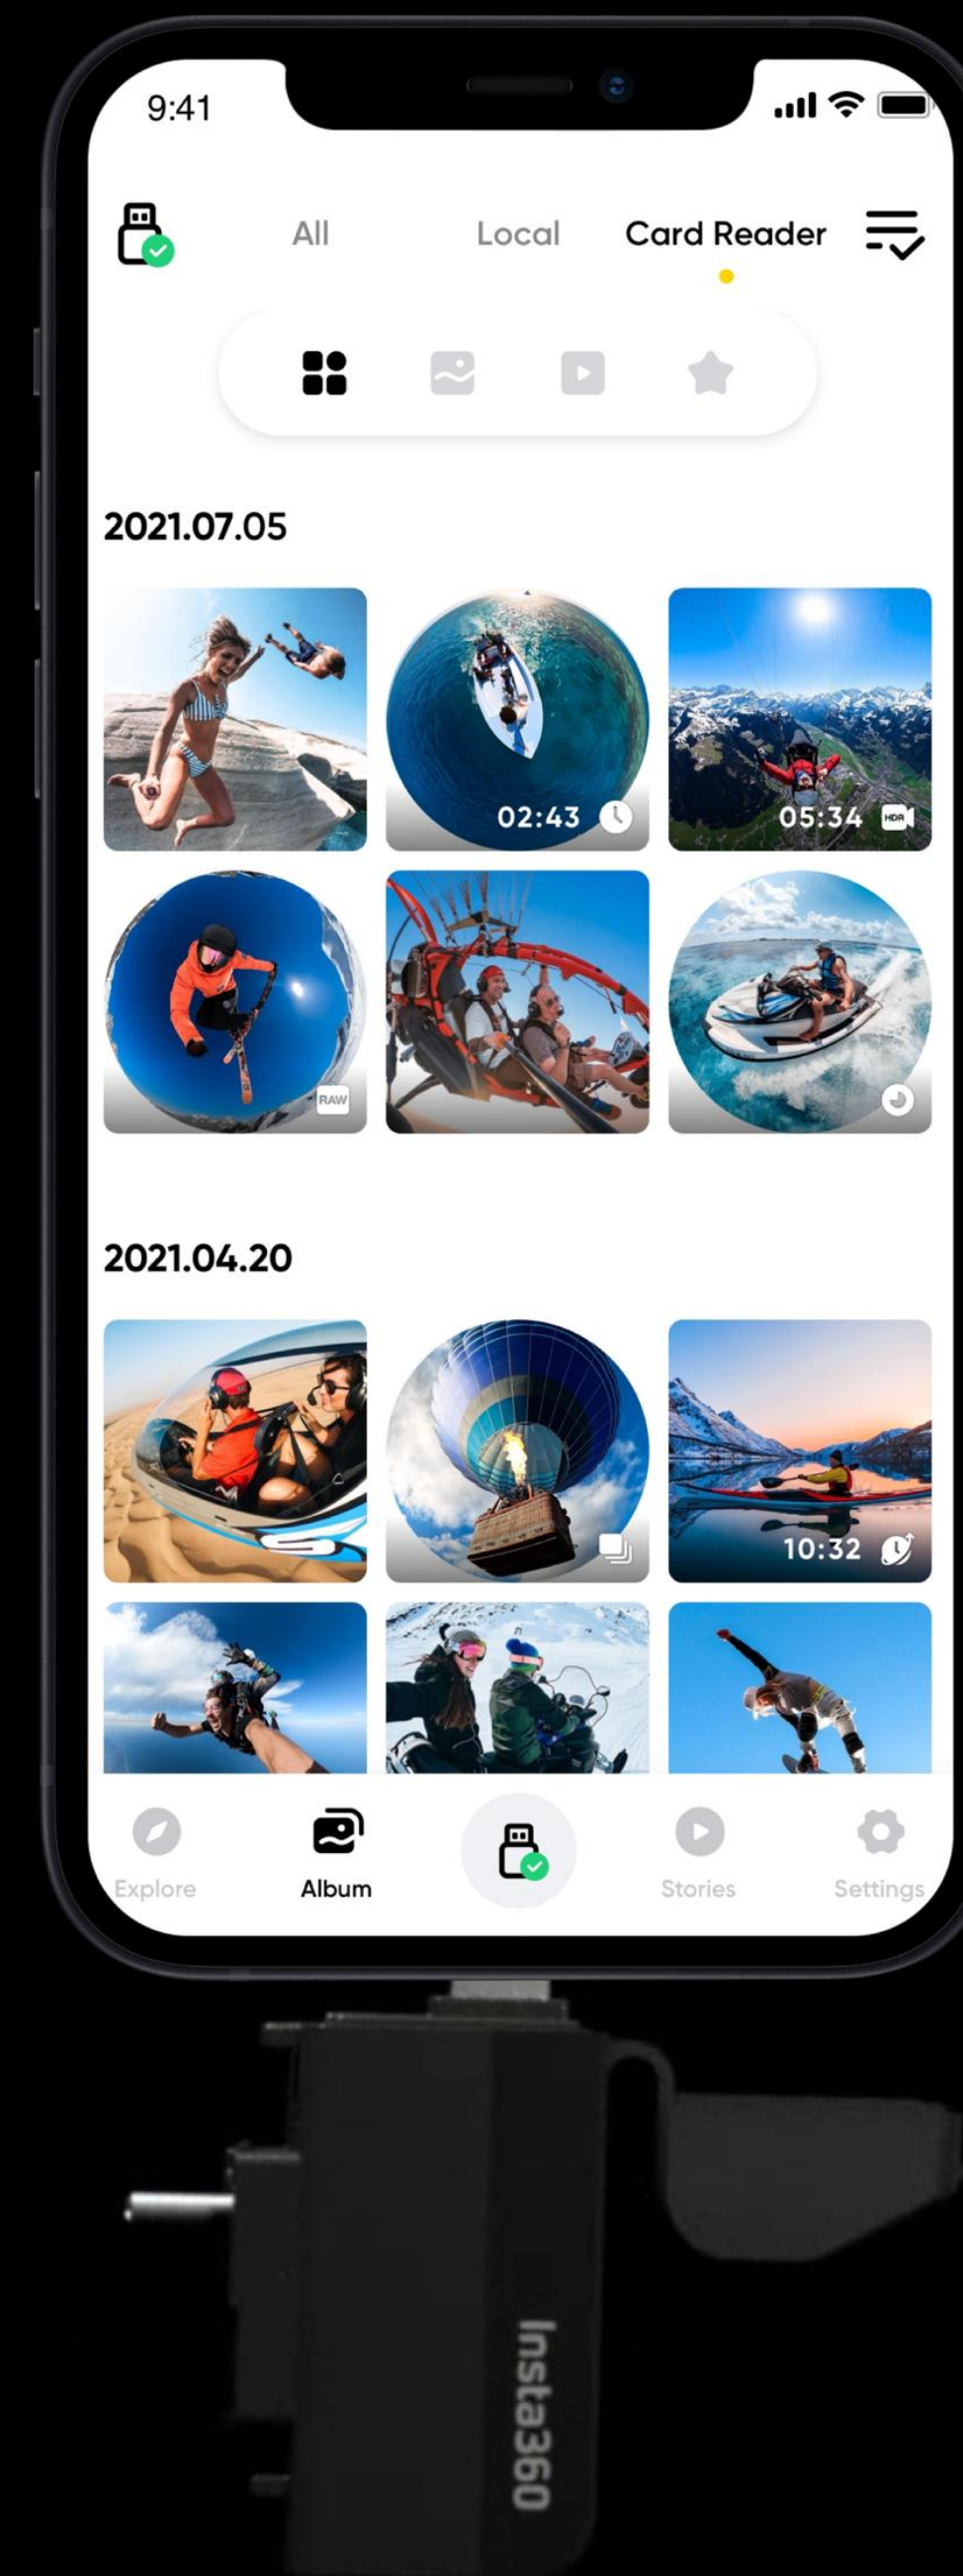 9:41
All Local Card Reader
2021.07.05
02:43
05:34 HDR
RAW
2021.04.20
10:32
Explore Album Stories Settings
Insta360